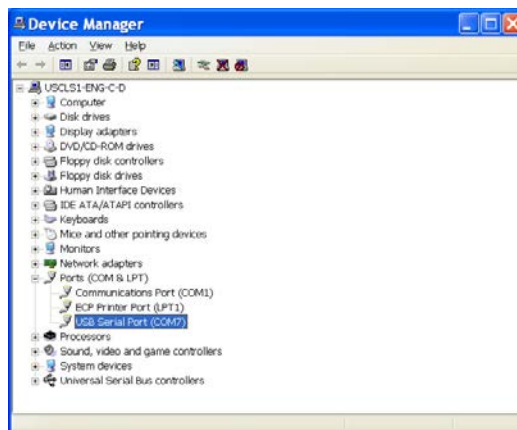 Device Manager
File Action View Help
USCLS1-ENG-C-D
Computer
Disk drives
Display adapters
DVD/CD-ROM drives
Floppy disk controllers
Floppy disk drives
Human Interface Devices
IDE ATA/ATAPI controllers
Keyboards
Mice and other pointing devices
Monitors
Network adapters
Ports (COM & LPT)
Communications Port (COM1)
ECP Printer Port (LPT1)
USB Serial Port (COM7)
Processors
Sound, video and game controllers
System devices
Universal Serial Bus controllers